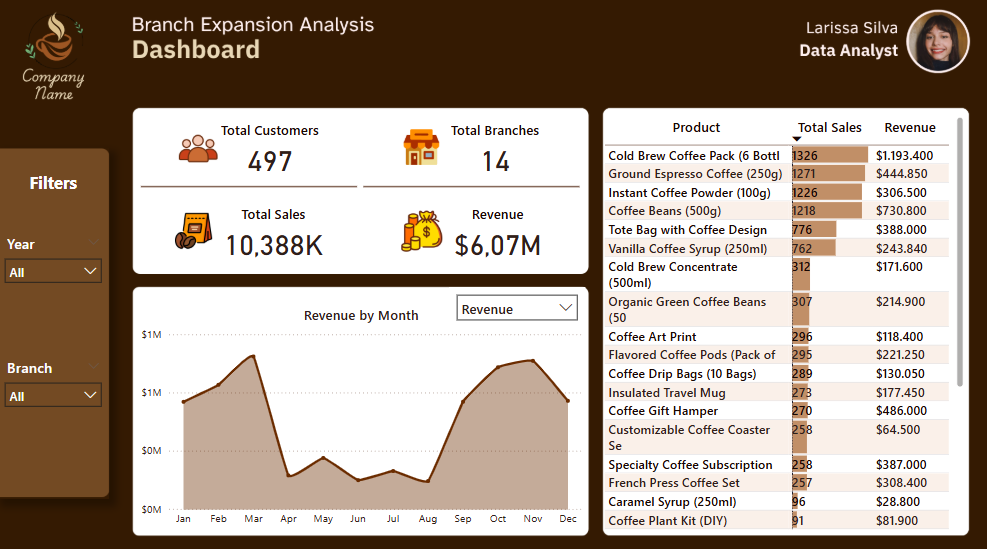 Company
Name
Branch Expansion Analysis
Dashboard
Larissa Silva
Data Analyst
Filters
Year
All
Branch
All
Total Customers
497
Total Branches
14
Total Sales
10,388K
Revenue
$6,07M
Revenue by Month
Revenue
$1M
$1M
$0M
$0M
Jan Feb Mar Apr May Jun Jul Aug Sep Oct Nov Dec
Product Total Sales Revenue
Cold Brew Coffee Pack (6 Bottl 1326 $1.193.400
Ground Espresso Coffee (250g) 1271 $444.850
Instant Coffee Powder (100g) 1226 $306.500
Coffee Beans (500g) 1218 $730.800
Tote Bag with Coffee Design 776 $388.000
Vanilla Coffee Syrup (250ml) 762 $243.840
Cold Brew Concentrate 312 $171.600
(500ml)
Organic Green Coffee Beans 307 $214.900
(50
Coffee Art Print 296 $118.400
Flavored Coffee Pods (Pack of 295 $221.250
Coffee Drip Bags (10 Bags) 289 $130.050
Insulated Travel Mug 273 $177.450
Coffee Gift Hamper 270 $486.000
Customizable Coffee Coaster 258 $64.500
Se
Specialty Coffee Subscription 258 $387.000
French Press Coffee Set 257 $308.400
Caramel Syrup (250ml) 96 $28.800
Coffee Plant Kit (DIY) 91 $81.900